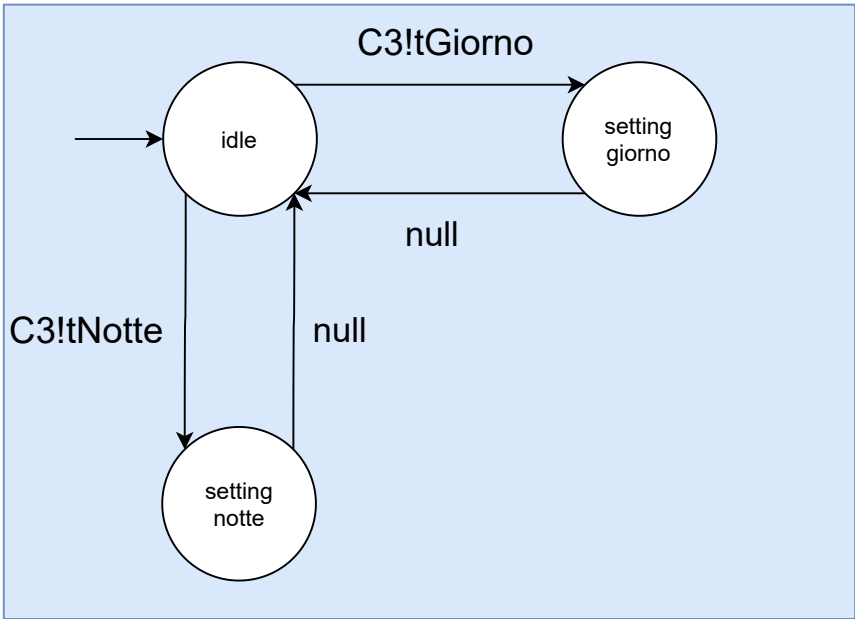 C3!tGiorno
idle
setting
giorno
null
C3!tNotte
null
setting
notte